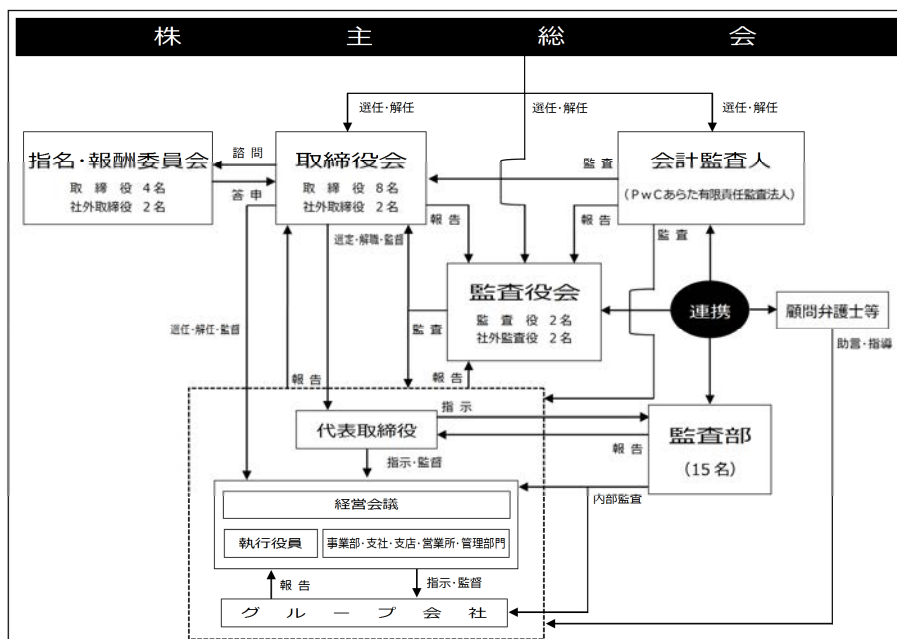 株主総会
選任・解任
選任・解任
選任・解任
指名・報酬委員会
取 締 役 4名
社外取締役 2名
諮 問
答 申
取締役会
取 締 役 8名
社外取締役 2名
監 査
会計監査人
(PwCあらた有限責任監査法人)
報 告
報 告
監 査
選定・解職・監督
監査役会
監 査 役 2名
社外監査役 2名
連携
顧問弁護士等
選任・解任・監督
監 査
助言・指導
報 告
報 告
指 示
代表取締役
報 告
監査部
(15名)
指示・監督
経営会議
内部監査
執行役員
事業部・支社・支店・営業所・管理部門
報 告
指示・監督
グ ル ー プ 会 社